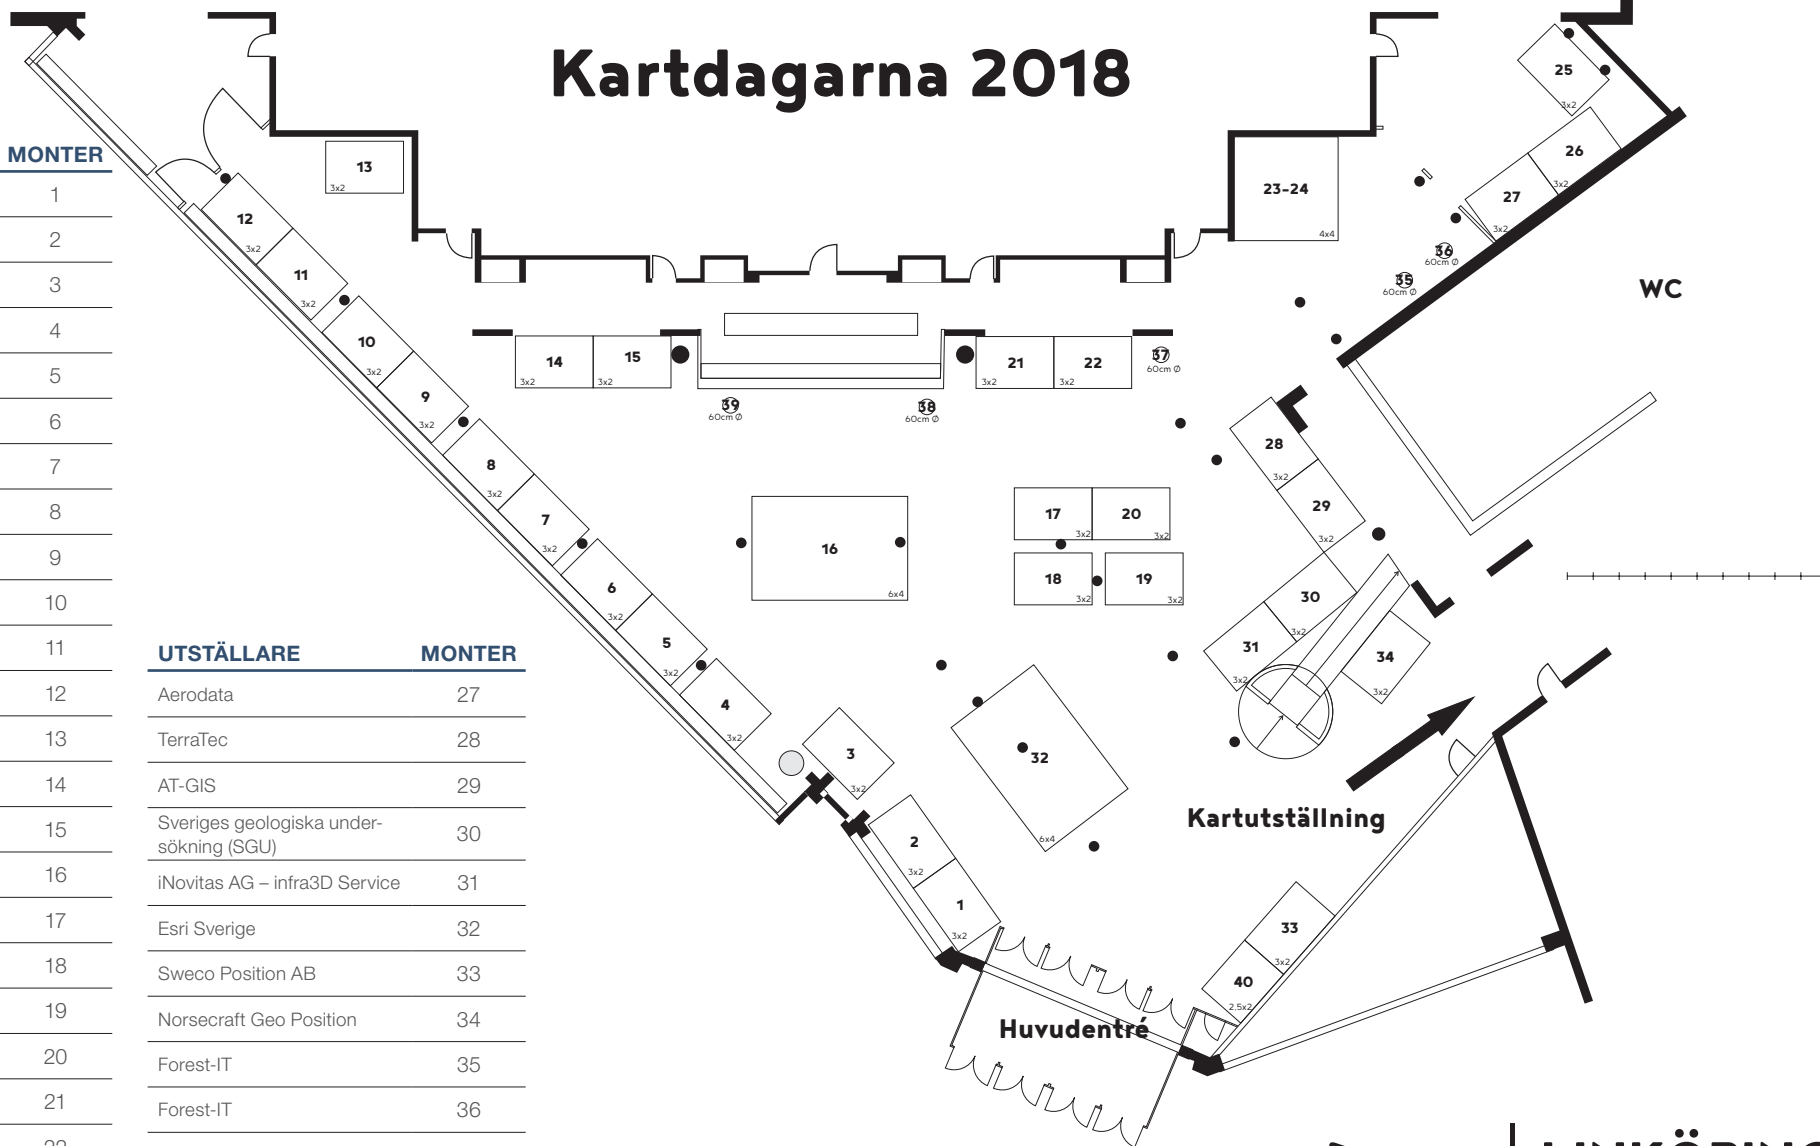 Kartdagarna 2018
MONTER
1
2
3
4
5
6
7
8
9
10
11
12
13
14
15
16
17
18
19
20
21
UTSTÄLLARE MONTER
Aerodata 27
TerraTec 28
AT-GIS 29
Sveriges geologiska under-
sökning (SGU) 30
iNovitas AG – infra3D Service 31
Esri Sverige 32
Sweco Position AB 33
Norsecraft Geo Position 34
Forest-IT 35
Forest-IT 36
13
3x2
12
3x2
11
3x2
10
3x2
9
3x2
8
3x2
7
3x2
6
3x2
5
3x2
4
3x2
3
3x2
2
3x2
1
3x2
14
3x2
15
3x2
39
60cm Ø
38
60cm Ø
21
3x2
22
3x2
37
60cm Ø
23-24
4x4
25
3x2
26
3x2
27
3x2
36
60cm Ø
35
60cm Ø
WC
16
6x4
17
3x2
20
3x2
18
3x2
19
3x2
28
3x2
29
3x2
30
3x2
31
3x2
34
3x2
32
6x4
Kartutställning
33
3x2
40
2,5x2
Huvudentré